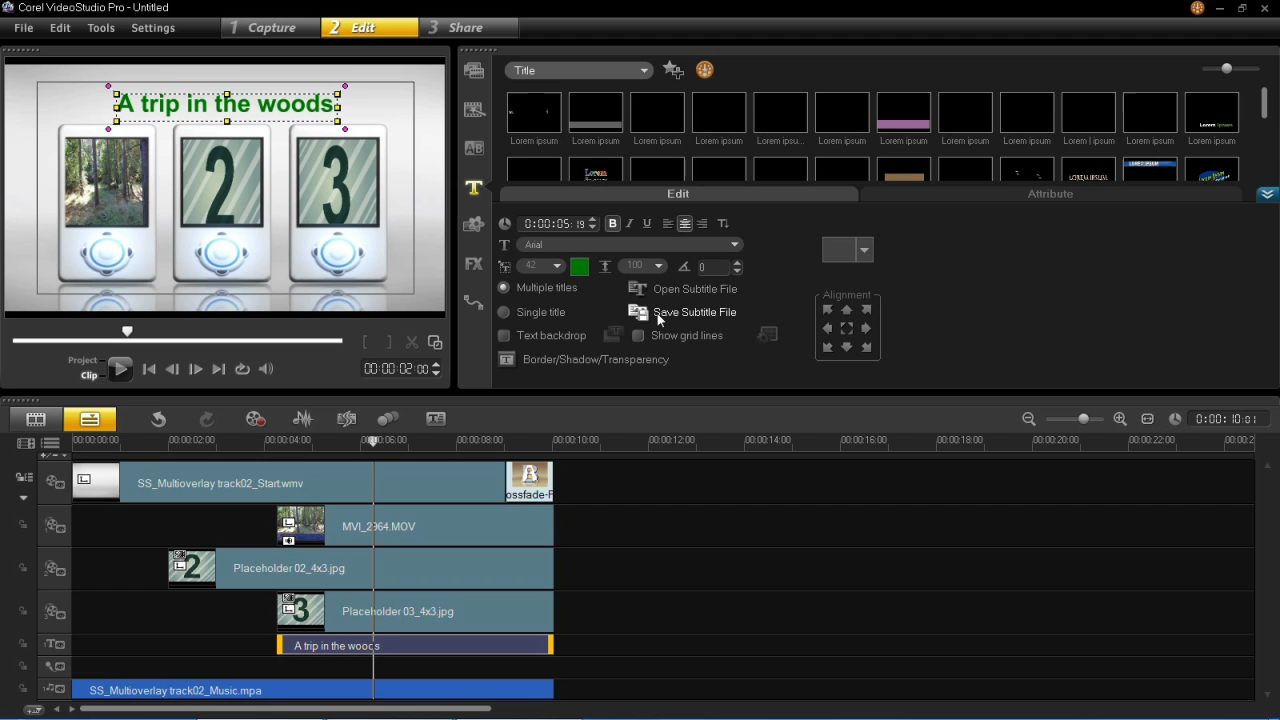 Corel VideoStudio Pro - Untitled
File Edit Tools Settings
1 Capture 2 Edit 3 Share
A trip in the woods
2 3
Project
Clip
00:00:02:00
Title
Lorem ipsum Lorem ipsum Lorem ipsum Lorem ipsum Lorem ipsu... Lorem ipsum Lorem ipsum Lorem ipsum Lorem ipsum Lorem | ipsum Lorem ipsum Lorem ipsum
Edit Attribute
0:00:05:19
Arial
42 100 0
Multiple titles Open Subtitle File
Single title Save Subtitle File
Text backdrop Show grid lines
Border/Shadow/Transparency
Alignment
0:00:10:01
00:00:00:00 00:00:02:00 00:00:04:00 00:00:06:00 00:00:08:00 00:00:10:00 00:00:12:00 00:00:14:00 00:00:16:00 00:00:18:00 00:00:20:00 00:00:22:00 00:00:2
SS_Multioverlay track02_Start.wmv
B
ossfade-F
MVI_2964.MOV
2 Placeholder 02_4x3.jpg
3 Placeholder 03_4x3.jpg
A trip in the woods
SS_Multioverlay track02_Music.mpa